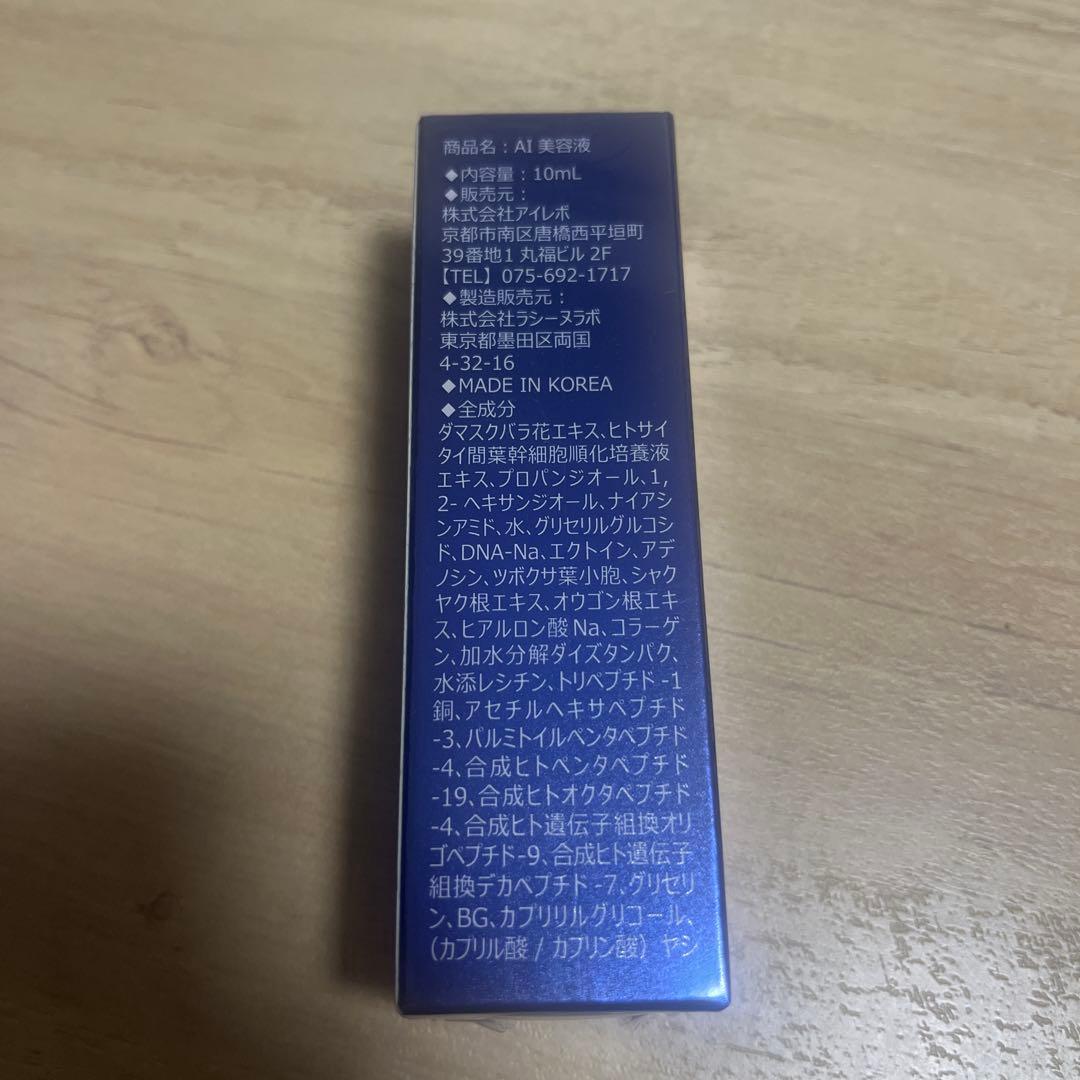 商品名：AI 美容液
◆内容量：10mL
◆販売元：
株式会社アイレボ
京都市南区唐橋西平垣町
39番地1 丸福ビル 2F
【TEL】075-692-1717
◆製造販売元：
株式会社ラシーヌラボ
東京都墨田区両国
4-32-16
◆MADE IN KOREA
◆全成分
ダマスクバラ花エキス、ヒトサイ
タイ間葉幹細胞順化培養液
エキス、プロパンジオール、1,
2- ヘキサンジオール、ナイアシ
ンアミド、水、グリセリルグルコシ
ド、DNA-Na、エクトイン、アデ
ノシン、ツボクサ葉小胞、シャク
ヤク根エキス、オウゴン根エキ
ス、ヒアルロン酸Na、コラーゲ
ン、加水分解ダイズタンパク、
水添レシチン、トリペプチド-1
銅、アセチルヘキサペプチド
-3、パルミトイルペンタペプチド
-4、合成ヒトペンタペプチド
-19、合成ヒトオクタペプチド
-4、合成ヒト遺伝子組換オリ
ゴペプチド-9、合成ヒト遺伝子
組換デカペプチド-7、グリセリ
ン、BG、カプリリルグリコール、
（カプリル酸 / カプリン酸）ヤシ